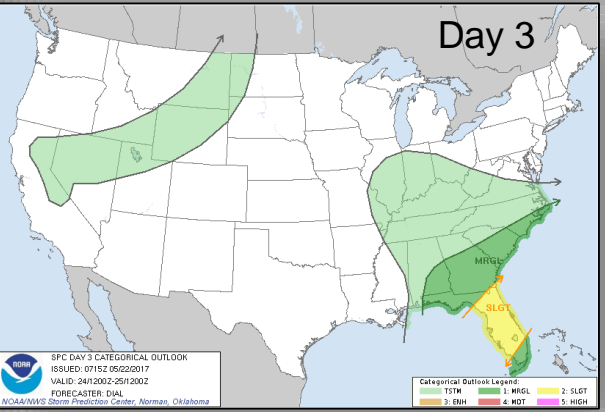 Day 3
MRGL
SLGT
SPC DAY 3 CATEGORICAL OUTLOOK
ISSUED: 0715Z 05/22/2017
VALID: 24/1200Z-25/1200Z
FORECASTER: DIAL
NOAA/NWS Storm Prediction Center, Norman, Oklahoma
NOAA
Categorical Outlook Legend:
TSTM 1: MRGL 2: SLGT
3: ENH 4: MDT 5: HIGH